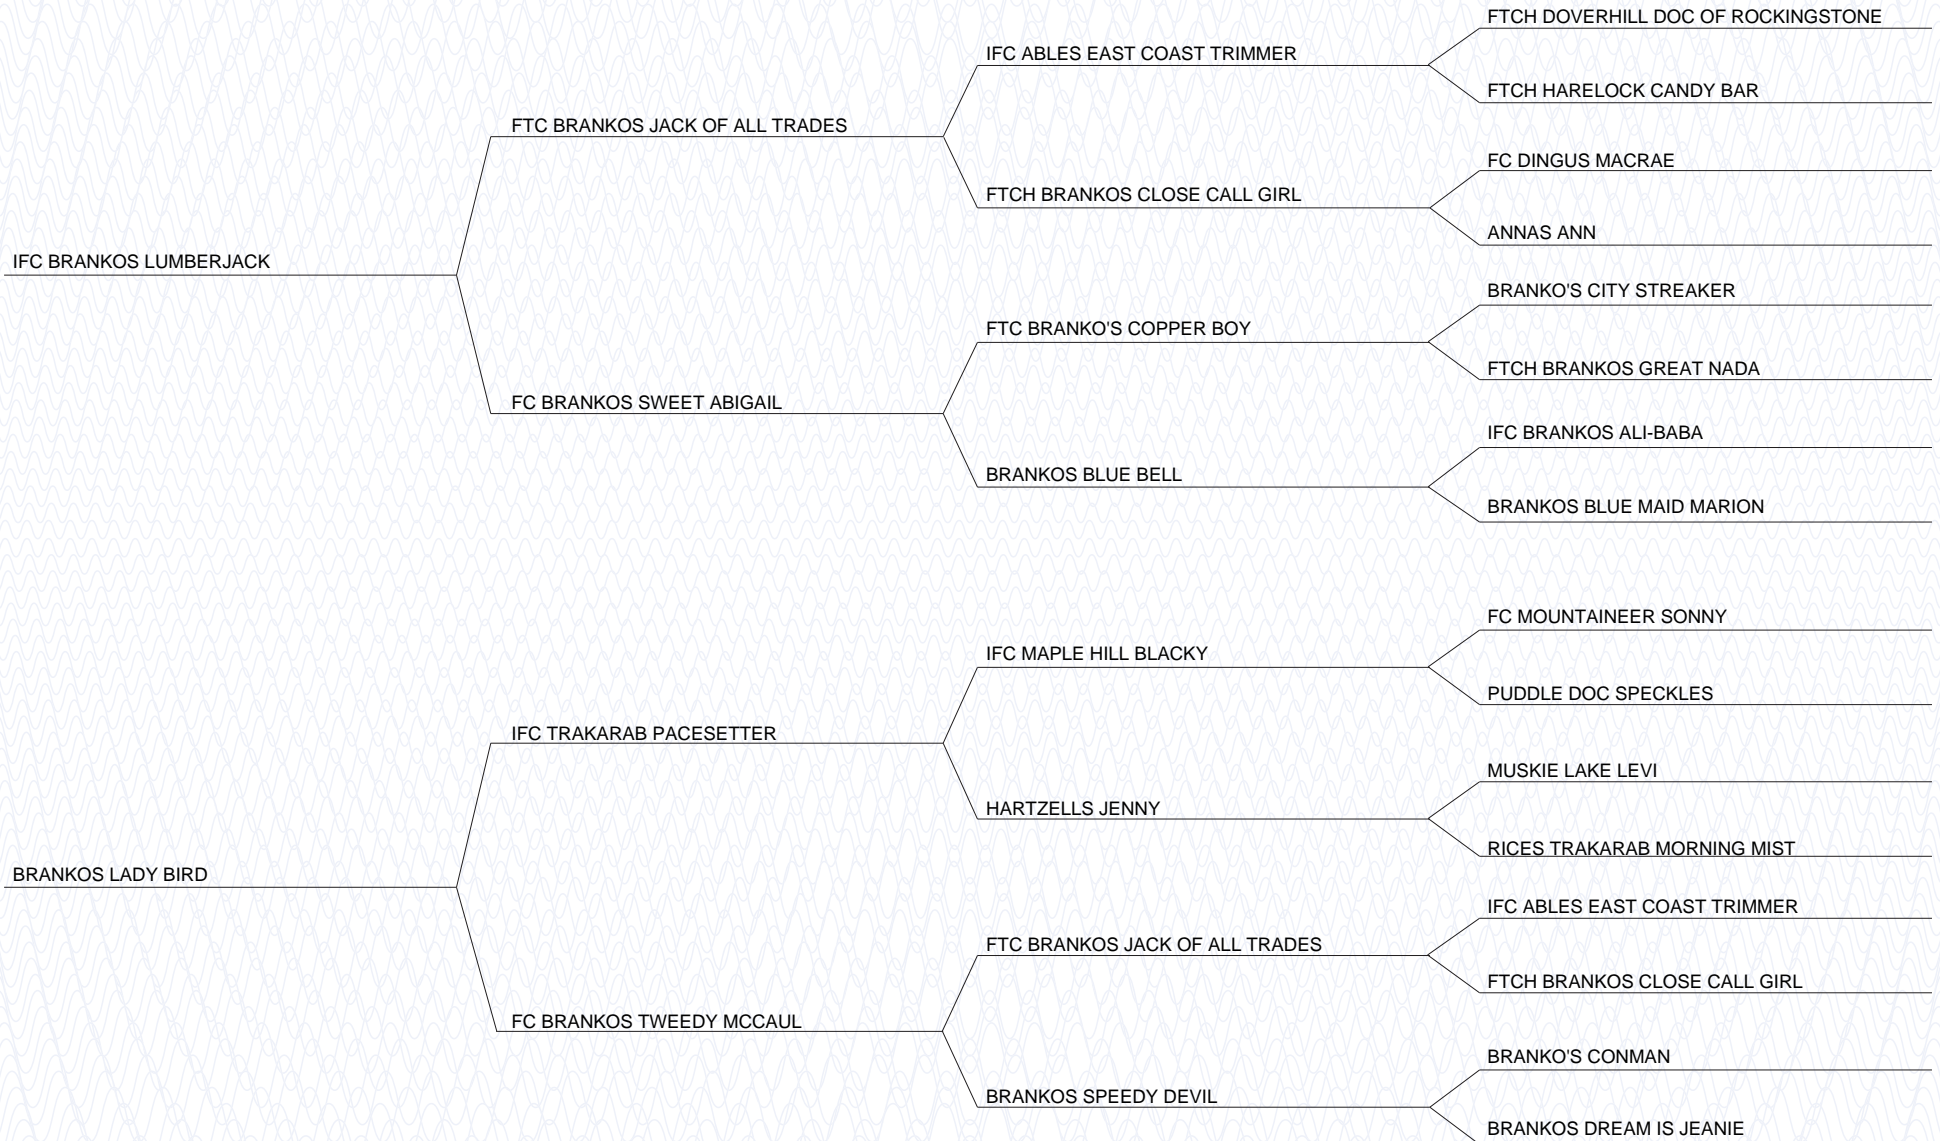 FTCH DOVERHILL DOC OF ROCKINGSTONE
IFC ABLES EAST COAST TRIMMER
FTCH HARELOCK CANDY BAR
FTC BRANKOS JACK OF ALL TRADES
FC DINGUS MACRAE
FTCH BRANKOS CLOSE CALL GIRL
ANNAS ANN
IFC BRANKOS LUMBERJACK
BRANKO'S CITY STREAKER
FTC BRANKO'S COPPER BOY
FTCH BRANKOS GREAT NADA
FC BRANKOS SWEET ABIGAIL
IFC BRANKOS ALI-BABA
BRANKOS BLUE BELL
BRANKOS BLUE MAID MARION
FC MOUNTAINEER SONNY
IFC MAPLE HILL BLACKY
PUDDLE DOC SPECKLES
IFC TRAKARAB PACESETTER
MUSKIE LAKE LEVI
HARTZELLS JENNY
RICES TRAKARAB MORNING MIST
BRANKOS LADY BIRD
IFC ABLES EAST COAST TRIMMER
FTC BRANKOS JACK OF ALL TRADES
FTCH BRANKOS CLOSE CALL GIRL
FC BRANKOS TWEEDY MCCAUL
BRANKO'S CONMAN
BRANKOS SPEEDY DEVIL
BRANKOS DREAM IS JEANIE